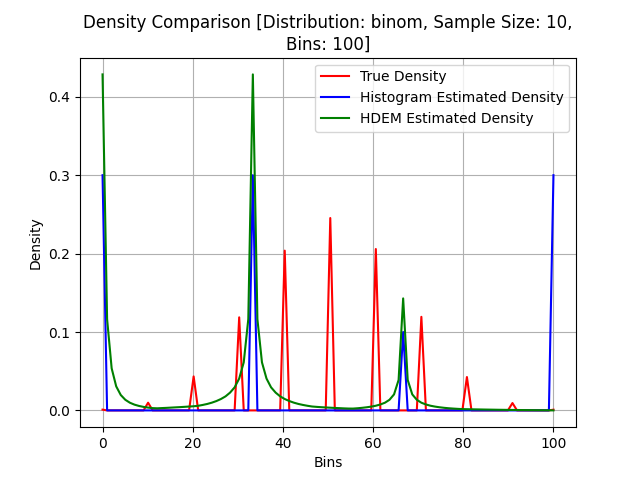 Density Comparison [Distribution: binom, Sample Size: 10,
Bins: 100]
True Density
Histogram Estimated Density
HDEM Estimated Density
Density
0.4
0.3
0.2
0.1
0.0
0 20 40 60 80 100
Bins